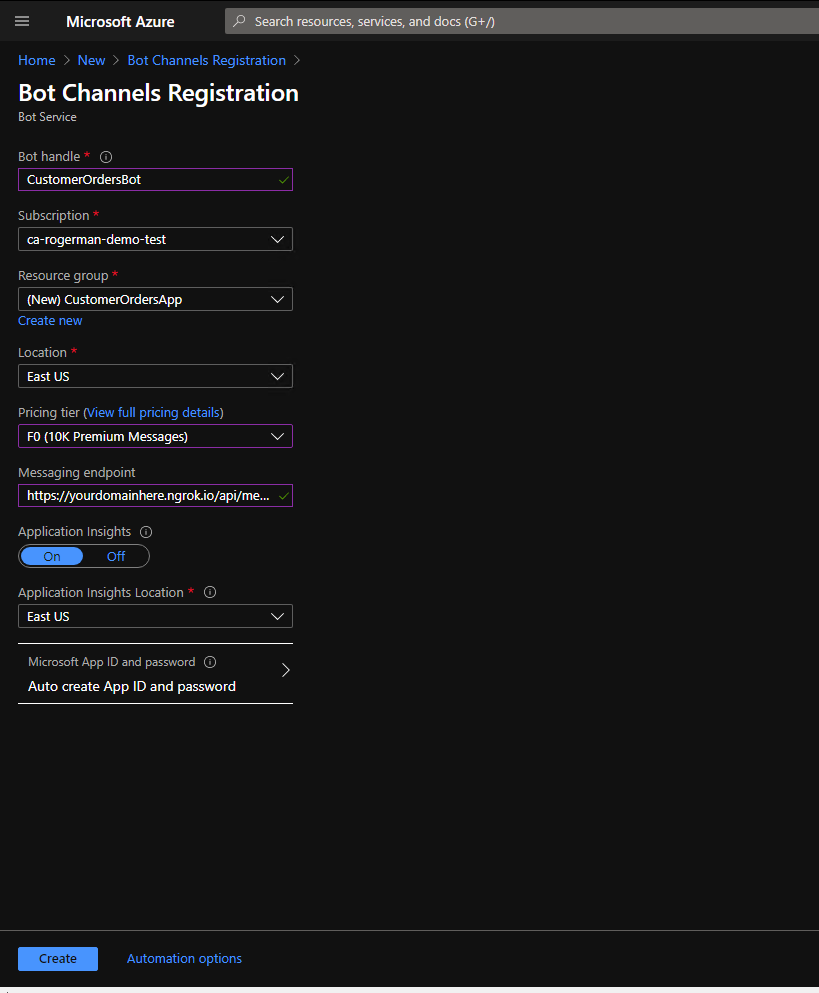 Microsoft Azure
Search resources, services, and docs (G+/)
Home > New > Bot Channels Registration >
Bot Channels Registration
Bot Service
Bot handle *
CustomerOrdersBot
Subscription *
ca-rogerman-demo-test
Resource group *
(New) CustomerOrdersApp
Create new
Location *
East US
Pricing tier (View full pricing details)
F0 (10K Premium Messages)
Messaging endpoint
https://yourdomainhere.ngrok.io/api/me...
Application Insights
On Off
Application Insights Location *
East US
Microsoft App ID and password
Auto create App ID and password
Create Automation options